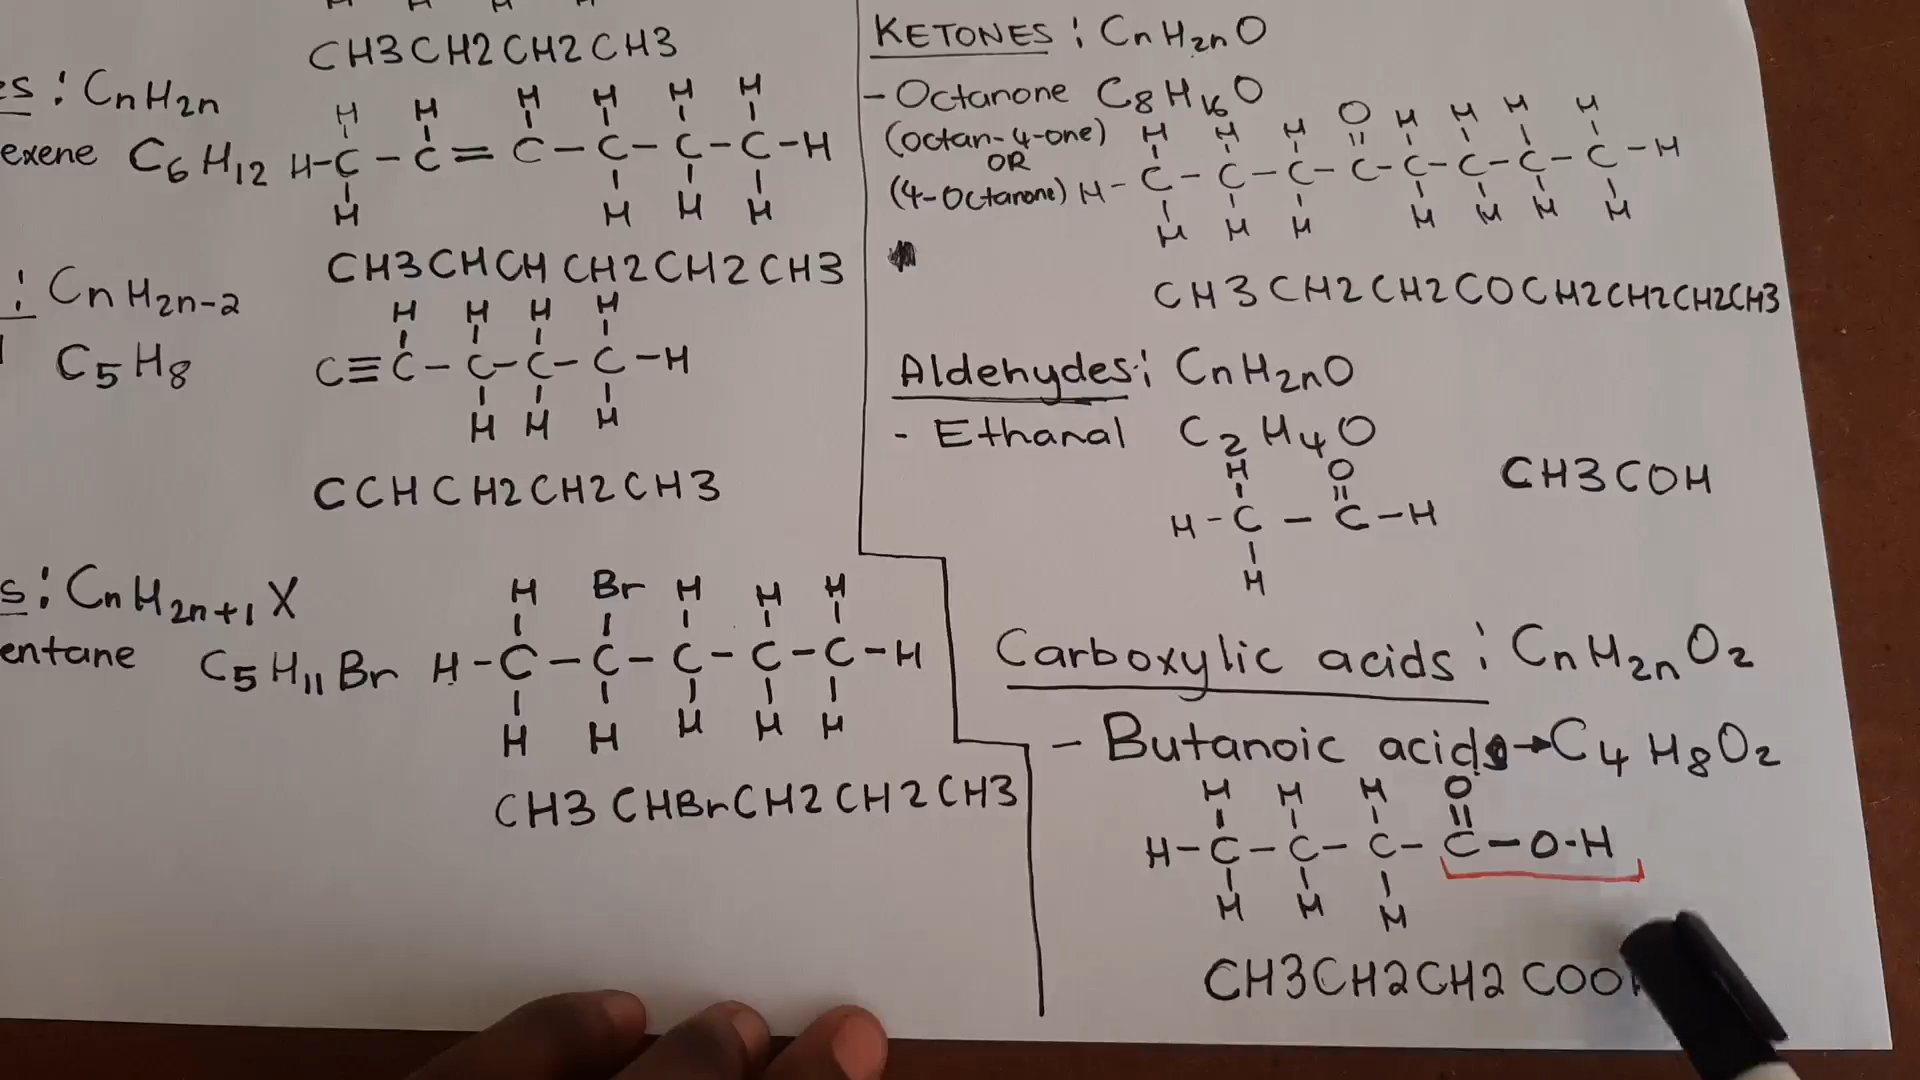 CH3CH2CH2CH3
es: CnH2n
H H H H H H
exene C6H12 H-C-C=C-C-C-C-H
H H H H
CH3CHCHCH2CH2CH3
: CnH2n-2
H H H H
C5H8 C≡C-C-C-C-H
H H H
CCHCH2CH2CH3
s: CnH2n+1X
H Br H H H
entane C5H11Br H-C-C-C-C-C-H
H H H H H
CH3CHBrCH2CH2CH3
KETONES: CnH2nO
- Octanone C8H16O
(octan-4-one) H H H O H H H H
OR
(4-Octanone) H-C-C-C-C-C-C-C-C-H
H H H H H H H
CH3CH2CH2COCH2CH2CH2CH3
Aldehydes: CnH2nO
- Ethanal C2H4O
H O
CH3COH
H-C-C-H
H
Carboxylic acids: CnH2nO2
- Butanoic acid→C4H8O2
H H H O
H-C-C-C-C-O-H
H H H
CH3CH2CH2COO